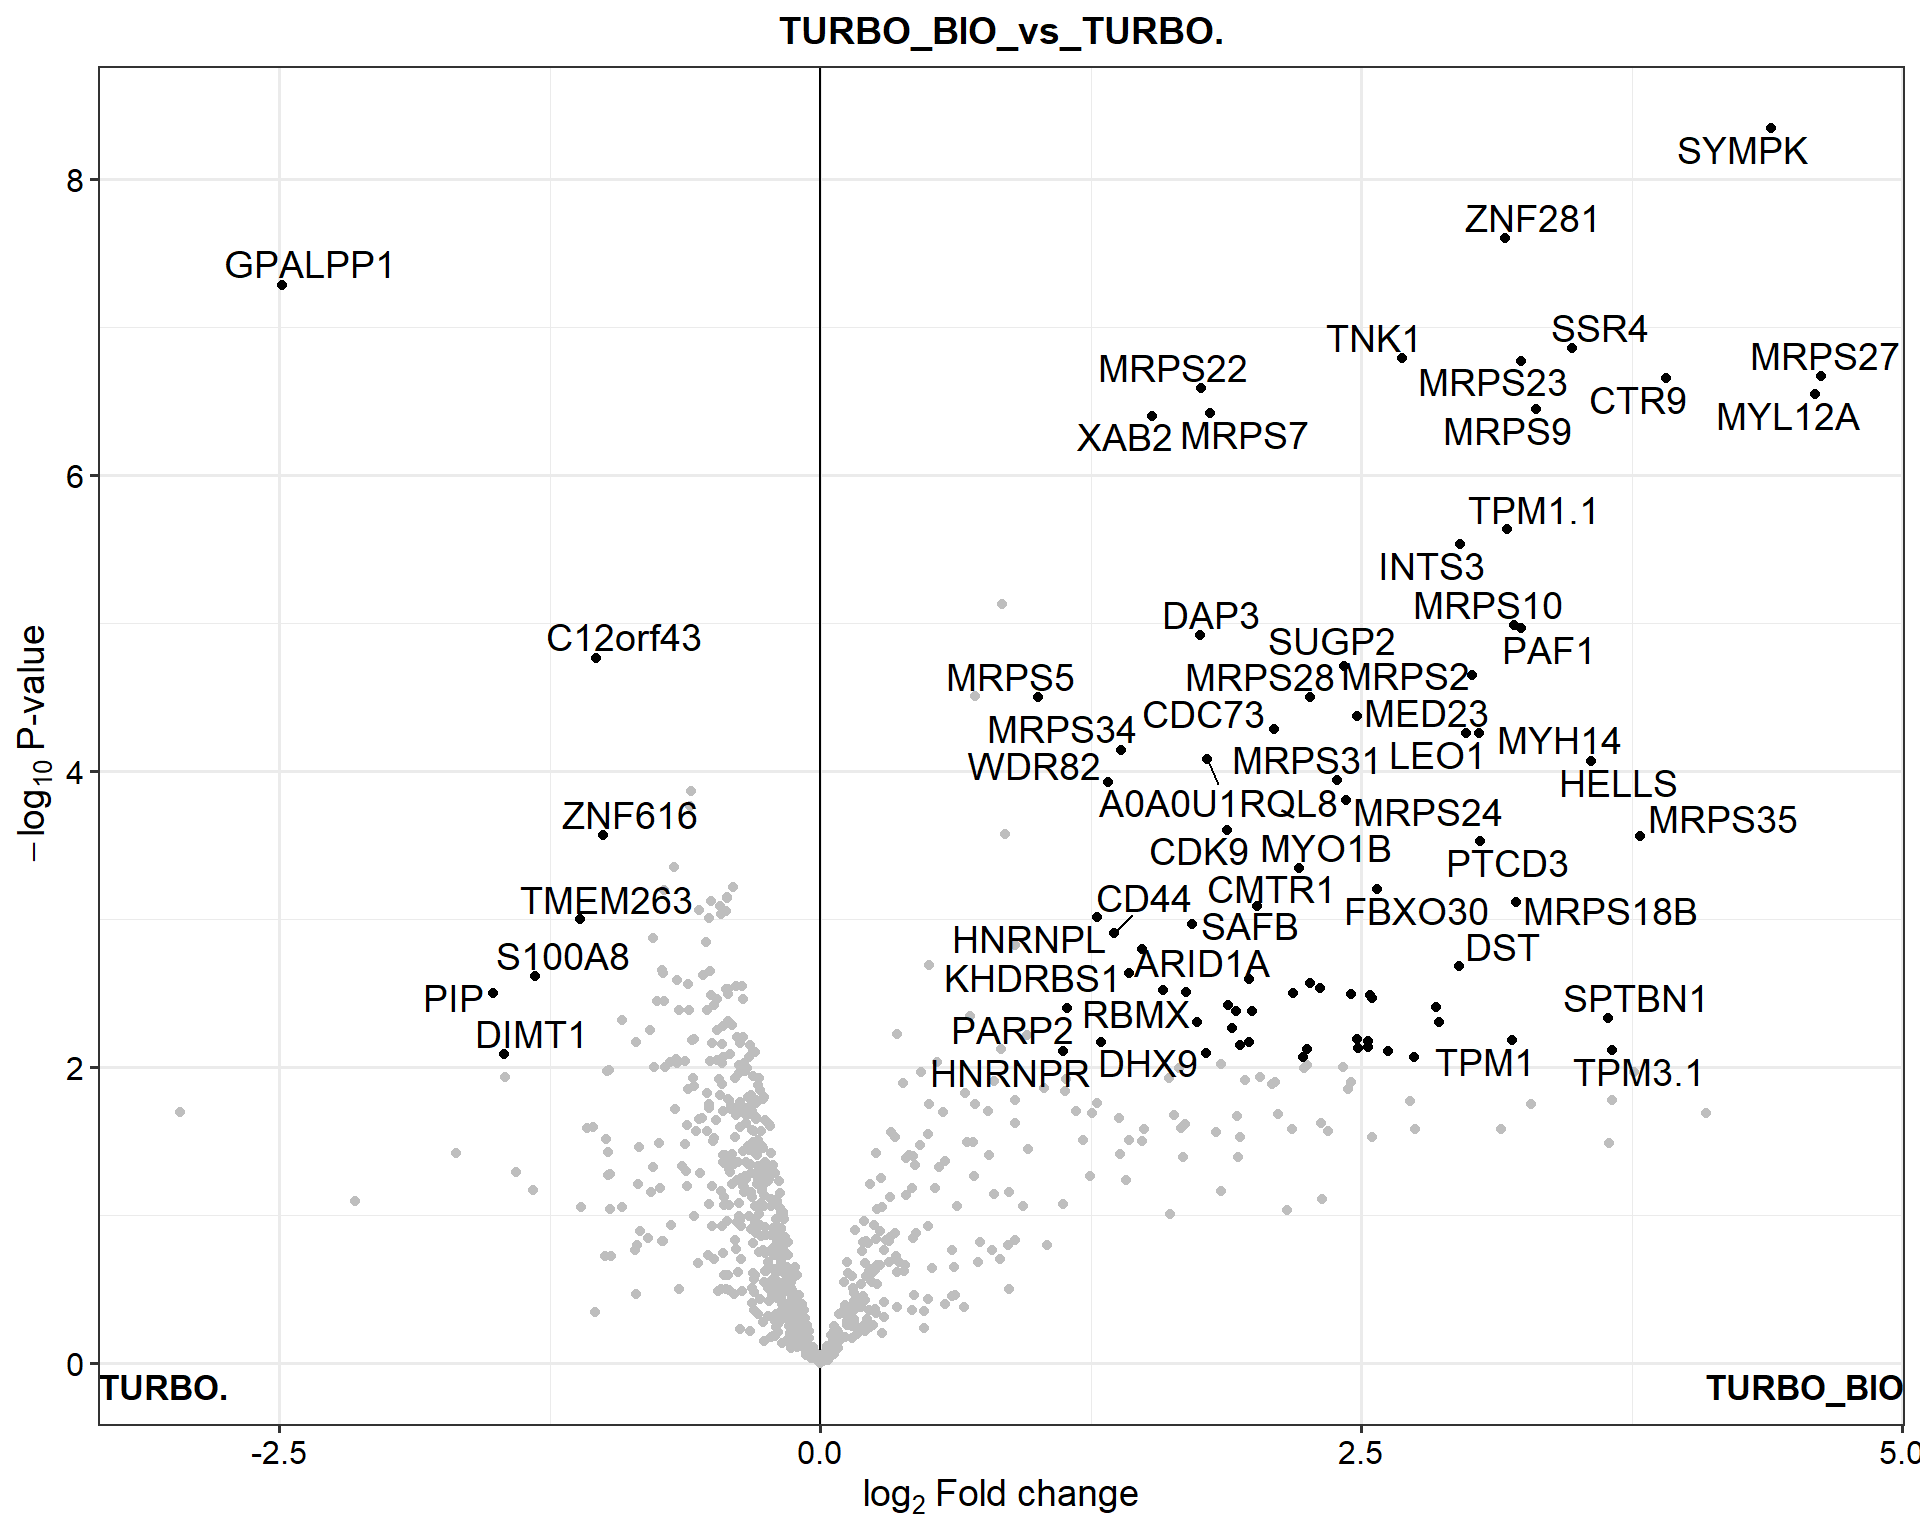 TURBO_BIO_vs_TURBO.
SYMPK
8
ZNF281
GPALPP1
SSR4
TNK1
MRPS27
MRPS22
MRPS23
CTR9
MYL12A
MRPS9
XAB2 MRPS7
6
TPM1.1
INTS3
MRPS10
DAP3
C12orf43
SUGP2
PAF1
MRPS5
MRPS28
MRPS2
CDC73
MED23
MRPS34
MYH14
LEO1
WDR82
MRPS31
4
HELLS
A0A0U1RQL8
MRPS24
MRPS35
ZNF616
CDK9
MYO1B
PTCD3
CMTR1
TMEM263
CD44
FBXO30
MRPS18B
SAFB
HNRNPL
DST
S100A8
ARID1A
KHDRBS1
PIP
SPTBN1
RBMX
DIMT1
PARP2
2
DHX9
TPM1
HNRNPR
TPM3.1
0
TURBO.
TURBO_BIO
-2.5
0.0
2.5
5.0
log2 Fold change
−log10 P-value